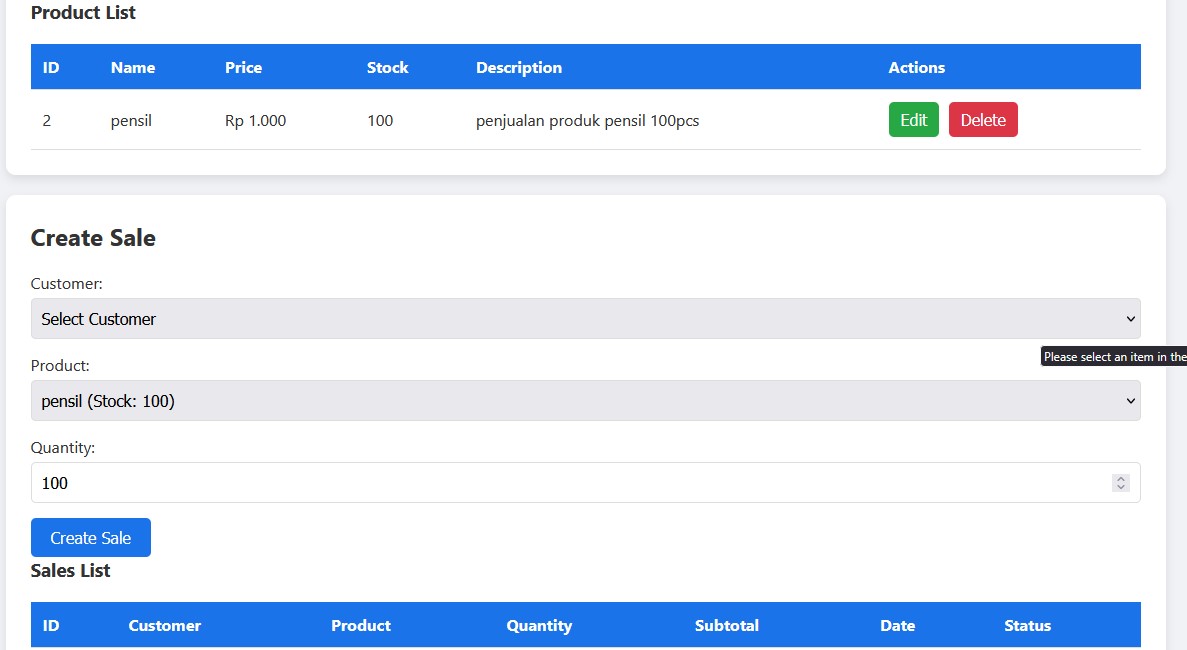 Product List
ID Name Price Stock Description Actions
2 pensil Rp 1.000 100 penjualan produk pensil 100pcs Edit Delete
Create Sale
Customer:
Select Customer
Please select an item in the
Product:
pensil (Stock: 100)
Quantity:
100
Create Sale
Sales List
ID Customer Product Quantity Subtotal Date Status